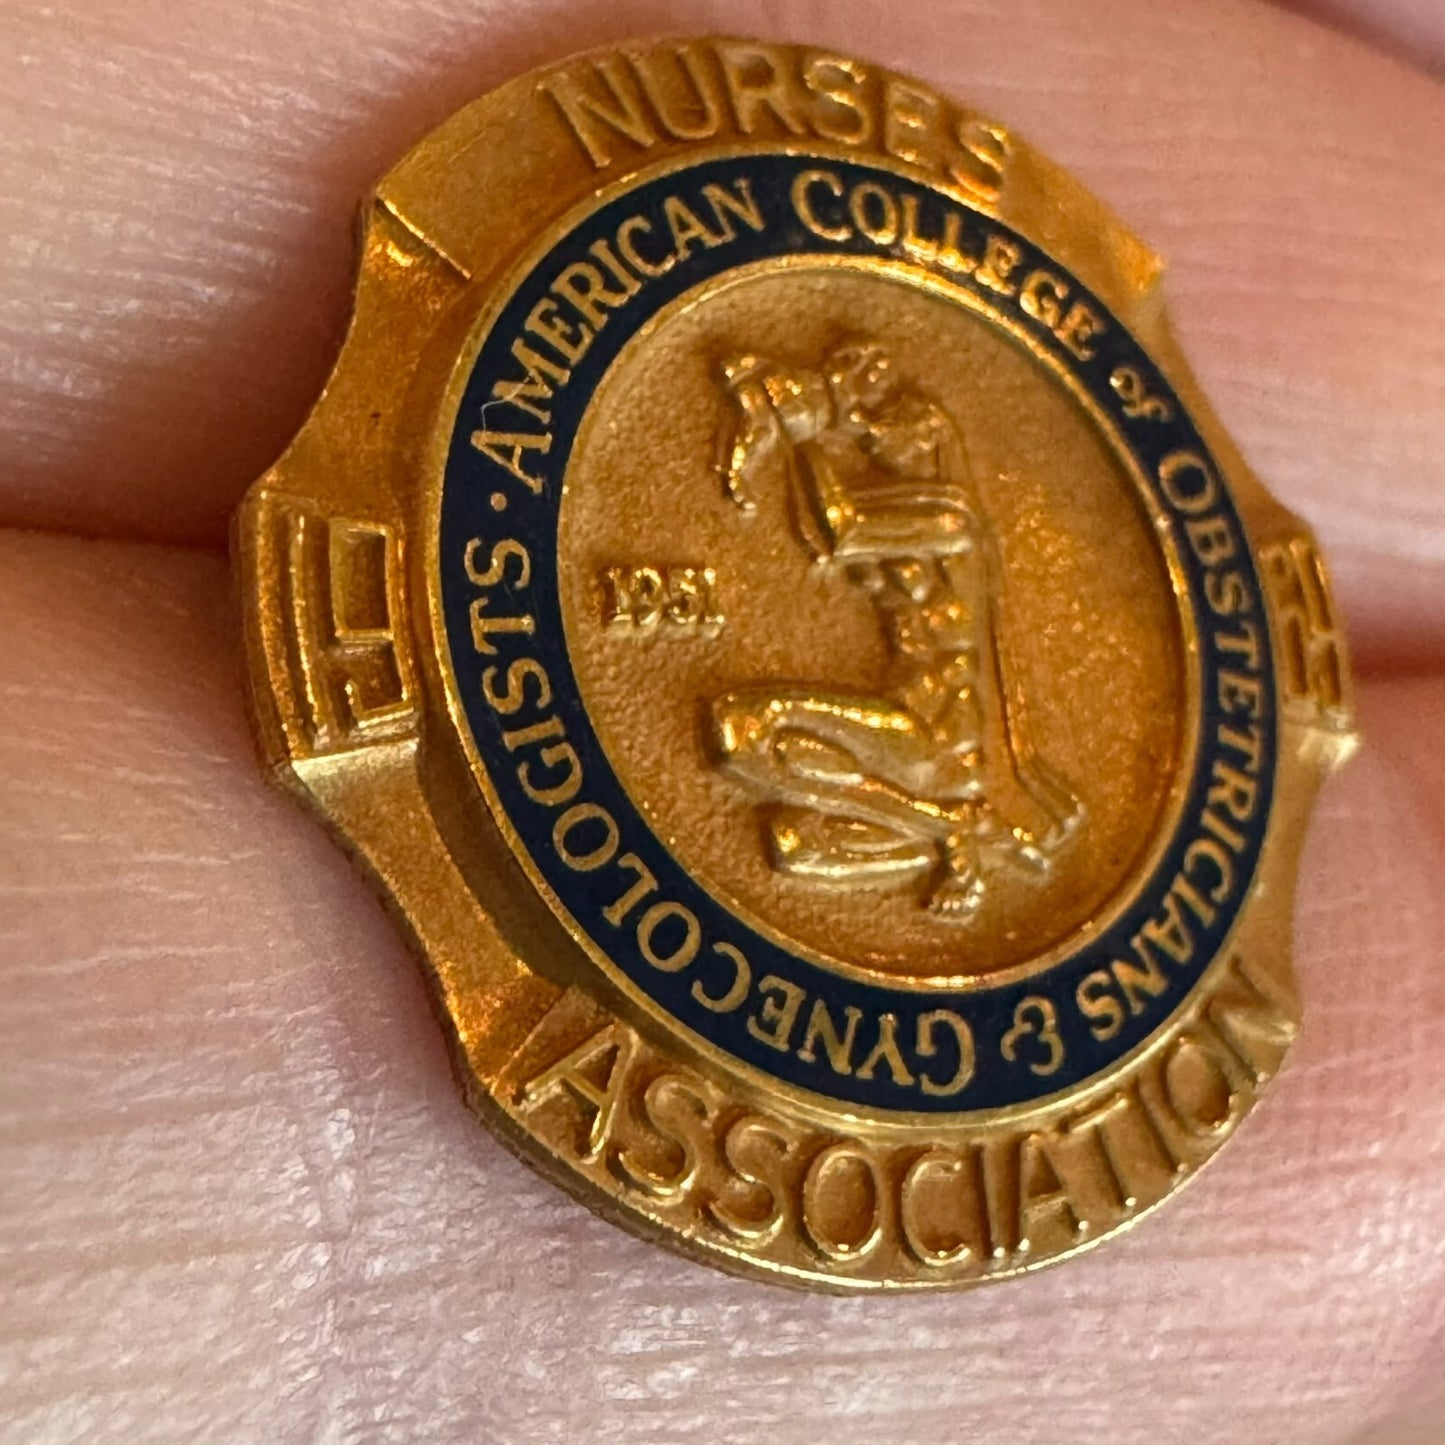 NURSES
AMERICAN COLLEGE of OBSTETRICIANS & GYNECOLOGISTS ·
1951
ASSOCIATION